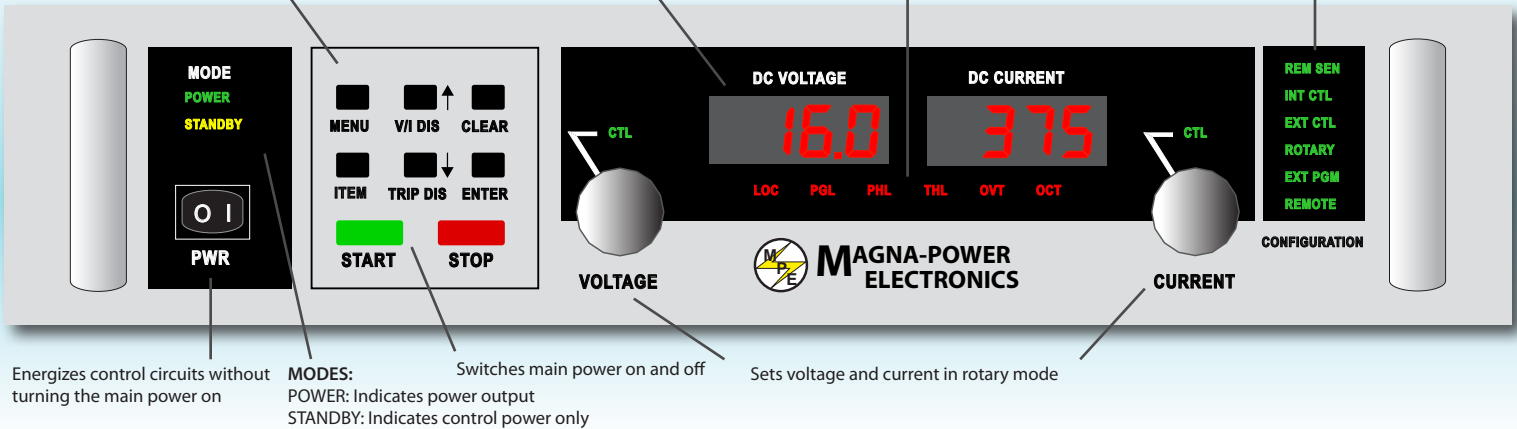 MODE
POWER
STANDBY
O I
PWR
MENU V/I DIS CLEAR
ITEM TRIP DIS ENTER
START STOP
DC VOLTAGE DC CURRENT
CTL 16.0 375 CTL
LOC PGL PHL THL OVT OCT
VOLTAGE
MPE
MAGNA-POWER
ELECTRONICS
CURRENT
REM SEN
INT CTL
EXT CTL
ROTARY
EXT PGM
REMOTE
CONFIGURATION
Energizes control circuits without
turning the main power on
MODES:
POWER: Indicates power output
STANDBY: Indicates control power only
Switches main power on and off
Sets voltage and current in rotary mode